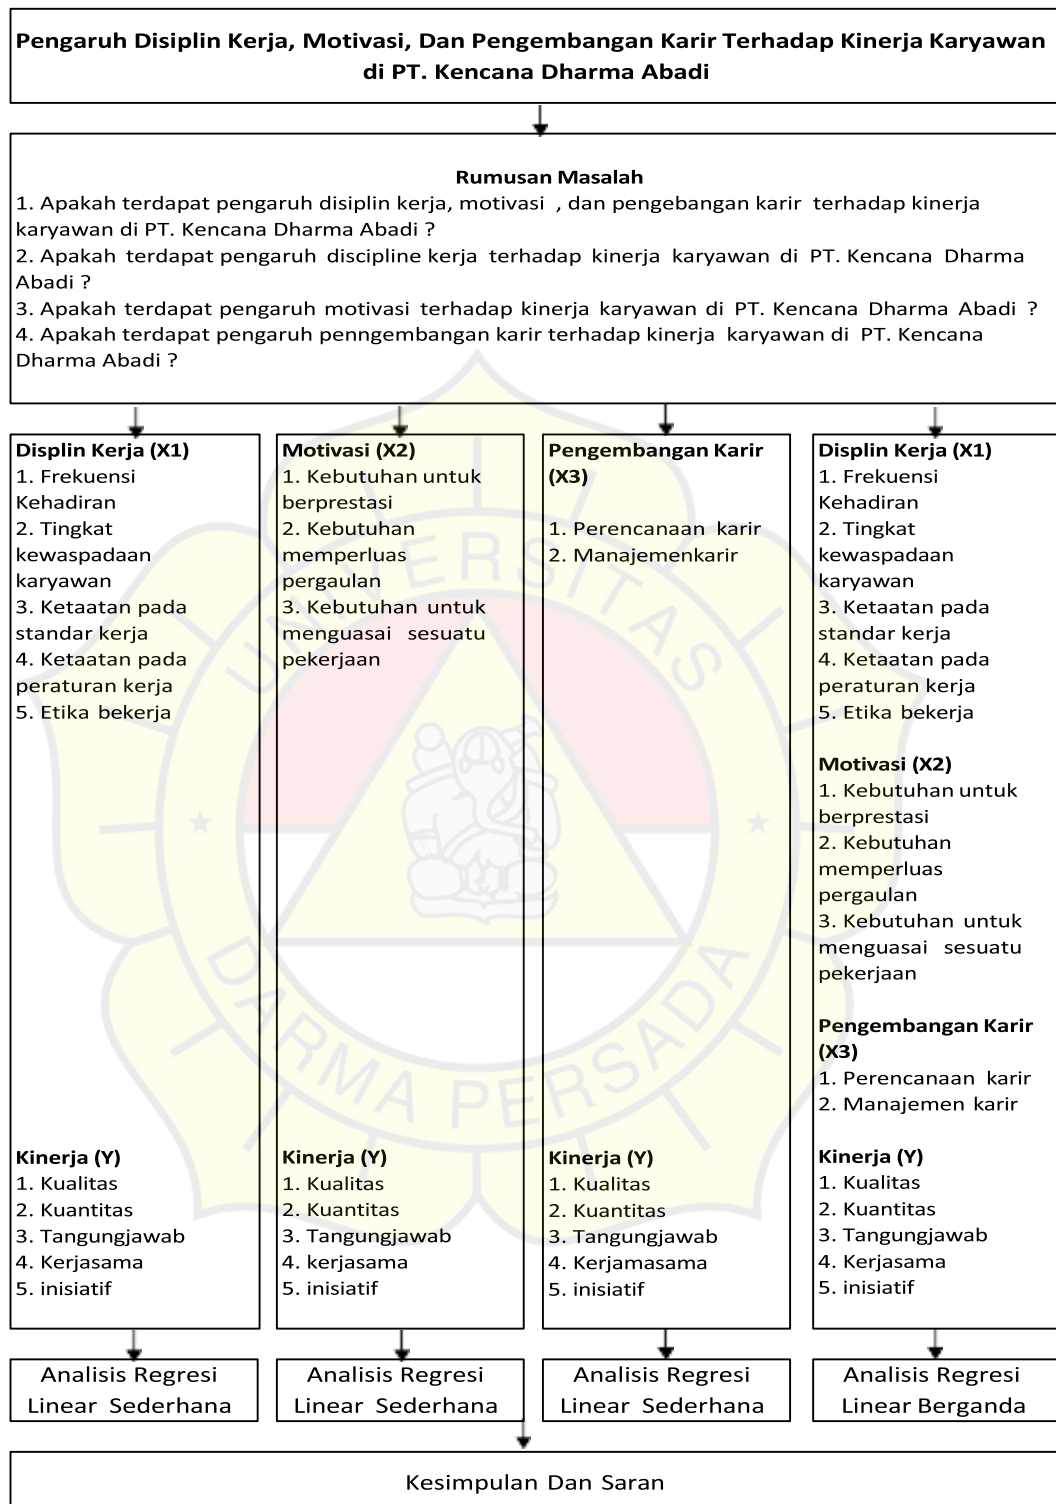 Pengaruh Disiplin Kerja, Motivasi, Dan Pengembangan Karir Terhadap Kinerja Karyawan
di PT. Kencana Dharma Abadi
Rumusan Masalah
1. Apakah terdapat pengaruh disiplin kerja, motivasi , dan pengebangan karir terhadap kinerja
karyawan di PT. Kencana Dharma Abadi ?
2. Apakah terdapat pengaruh discipline kerja terhadap kinerja karyawan di PT. Kencana Dharma
Abadi ?
3. Apakah terdapat pengaruh motivasi terhadap kinerja karyawan di PT. Kencana Dharma Abadi ?
4. Apakah terdapat pengaruh penngembangan karir terhadap kinerja karyawan di PT. Kencana
Dharma Abadi ?
Displin Kerja (X1)
1. Frekuensi
Kehadiran
2. Tingkat
kewaspadaan
karyawan
3. Ketaatan pada
standar kerja
4. Ketaatan pada
peraturan kerja
5. Etika bekerja
Kinerja (Y)
1. Kualitas
2. Kuantitas
3. Tangungjawab
4. Kerjasama
5. inisiatif
Motivasi (X2)
1. Kebutuhan untuk
berprestasi
2. Kebutuhan
memperluas
pergaulan
3. Kebutuhan untuk
menguasai sesuatu
pekerjaan
Kinerja (Y)
1. Kualitas
2. Kuantitas
3. Tangungjawab
4. kerjasama
5. inisiatif
Pengembangan Karir
(X3)
1. Perencanaan karir
2. Manajemenkarir
Kinerja (Y)
1. Kualitas
2. Kuantitas
3. Tangungjawab
4. Kerjamasama
5. inisiatif
Displin Kerja (X1)
1. Frekuensi
Kehadiran
2. Tingkat
kewaspadaan
karyawan
3. Ketaatan pada
standar kerja
4. Ketaatan pada
peraturan kerja
5. Etika bekerja
Motivasi (X2)
1. Kebutuhan untuk
berprestasi
2. Kebutuhan
memperluas
pergaulan
3. Kebutuhan untuk
menguasai sesuatu
pekerjaan
Pengembangan Karir
(X3)
1. Perencanaan karir
2. Manajemen karir
Kinerja (Y)
1. Kualitas
2. Kuantitas
3. Tangungjawab
4. Kerjasama
5. inisiatif
Analisis Regresi
Linear Sederhana
Analisis Regresi
Linear Sederhana
Analisis Regresi
Linear Sederhana
Analisis Regresi
Linear Berganda
Kesimpulan Dan Saran
UNIVERSITAS
DARMA PERSADA